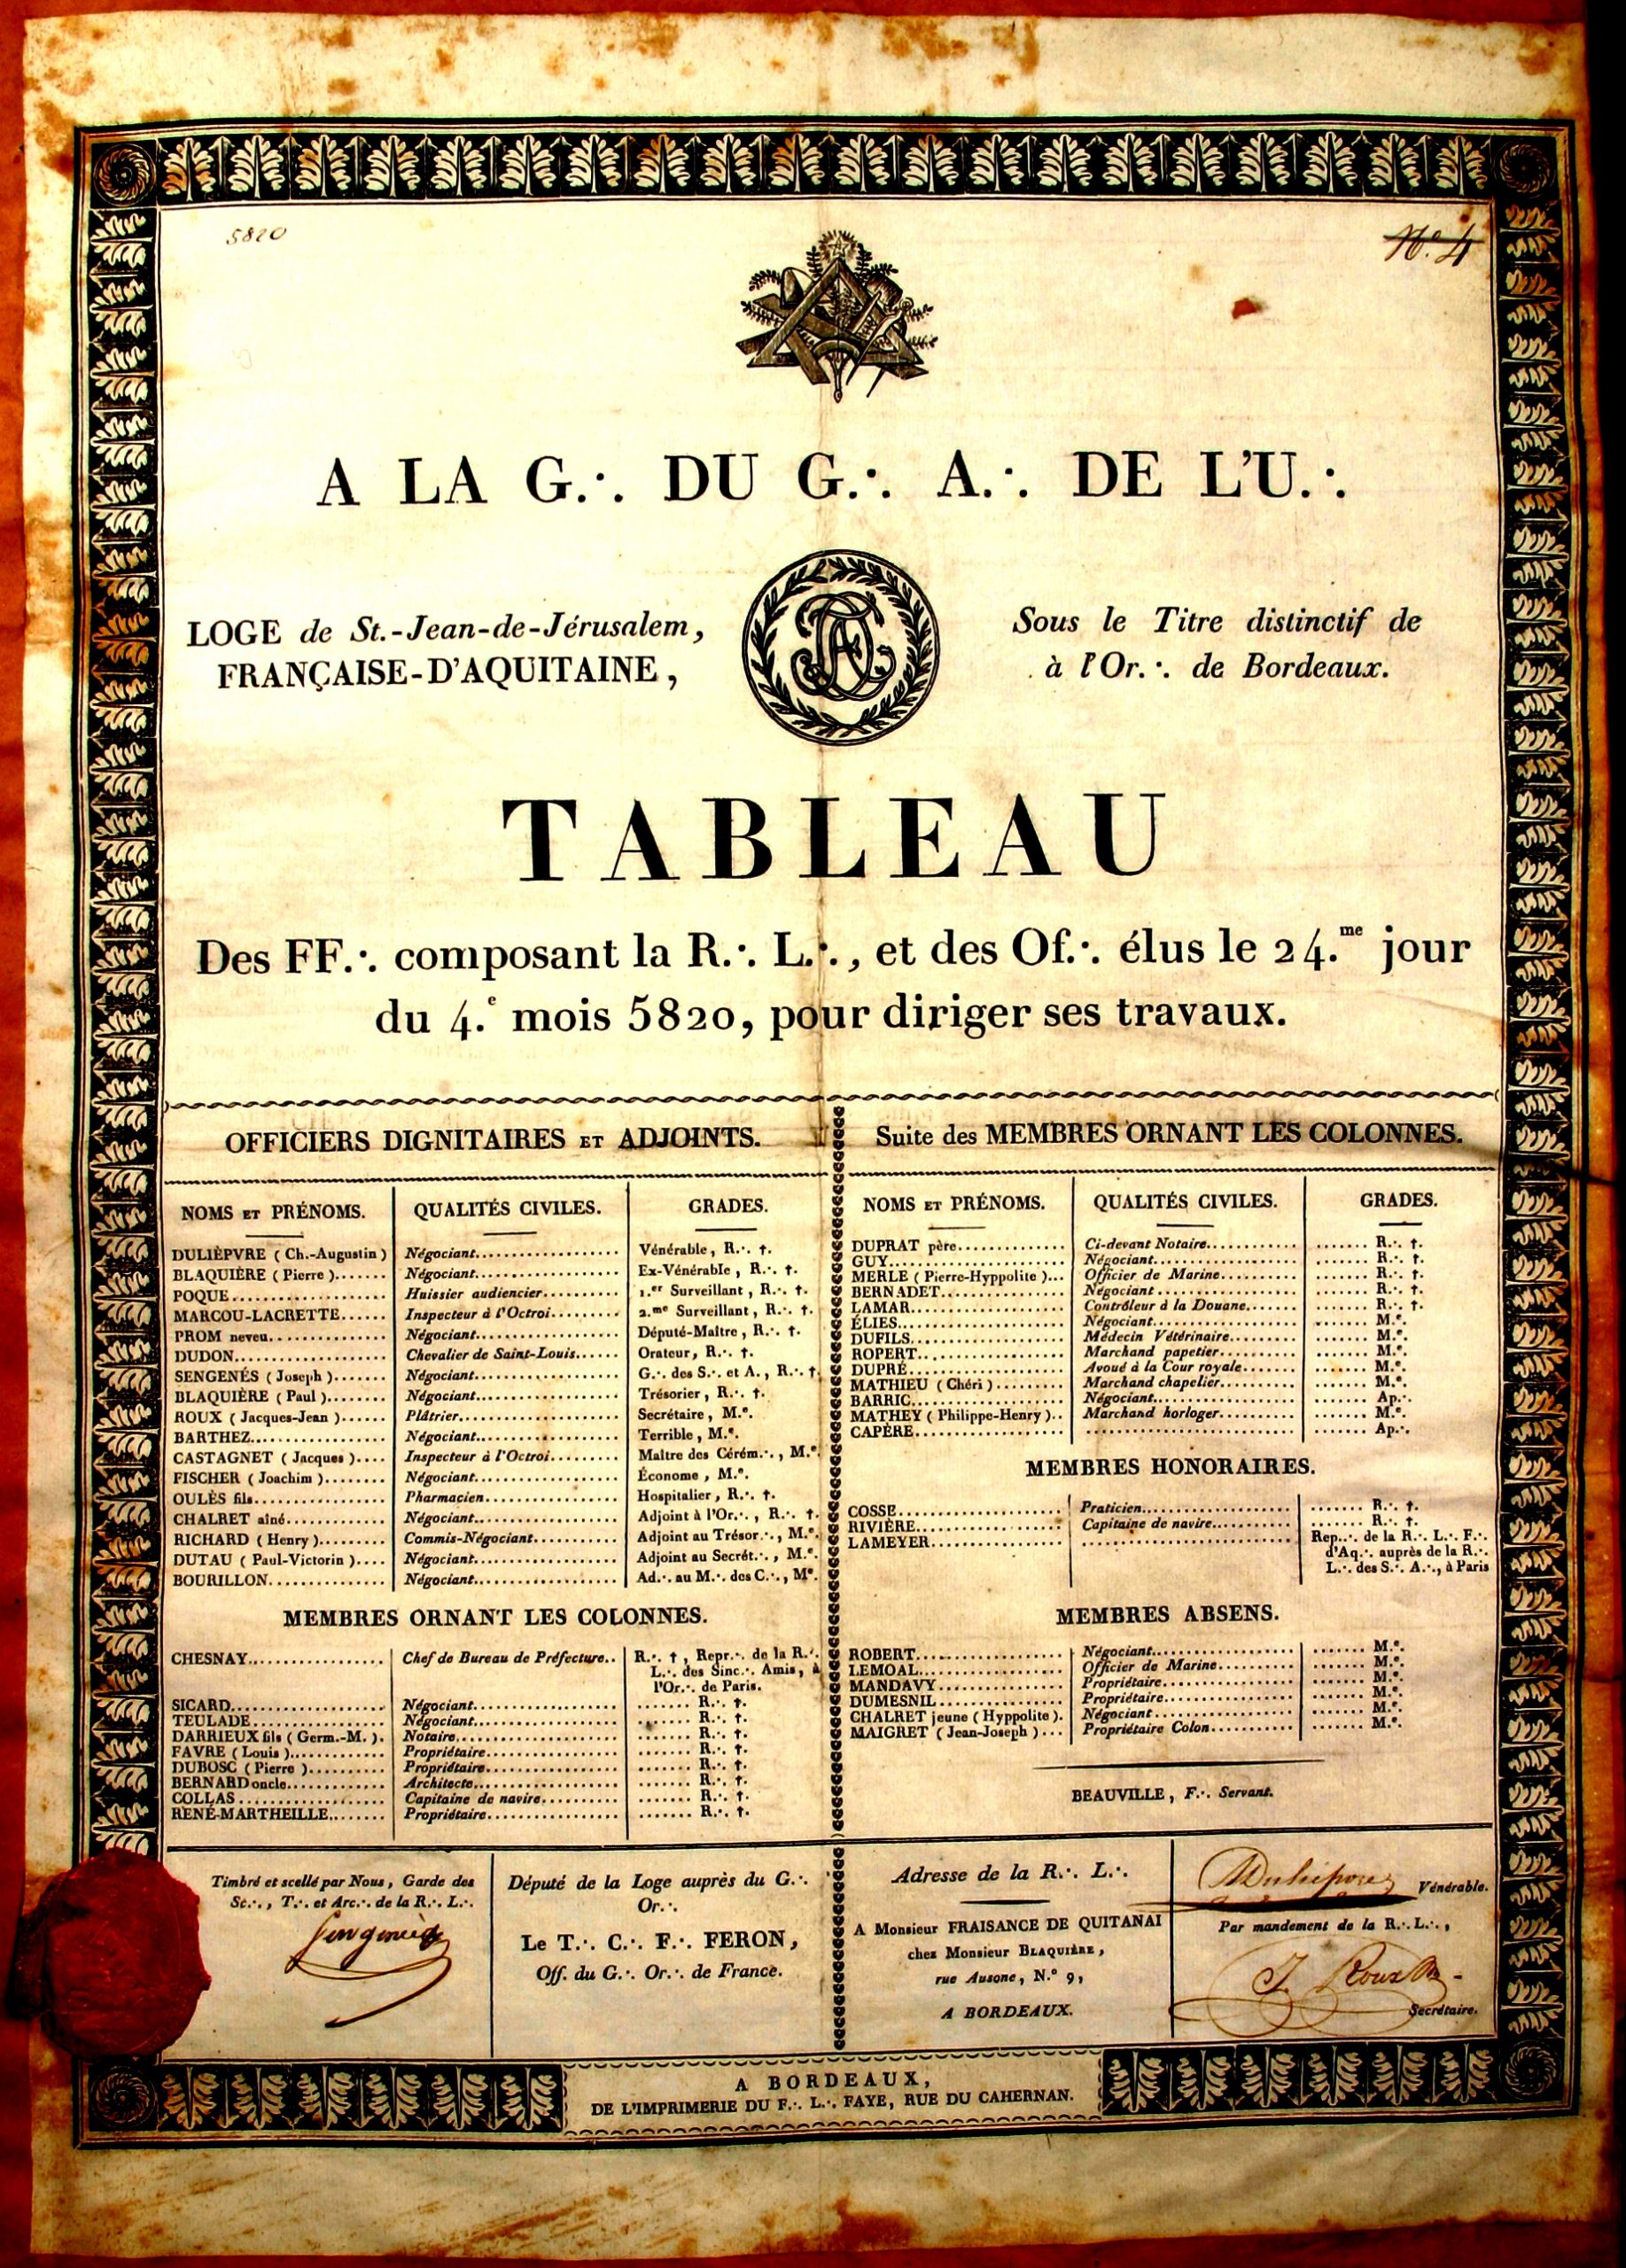 5820
N.º 4
A LA G.∴ DU G.∴ A.∴ DE L'U.∴
LOGE de St.-Jean-de-Jérusalem,
Sous le Titre distinctif de
FRANÇAISE-D'AQUITAINE,
à l'Or.∴ de Bordeaux.
TABLEAU
Des FF.∴ composant la R.∴ L.∴, et des Of.∴ élus le 24.me jour
du 4.e mois 5820, pour diriger ses travaux.
OFFICIERS DIGNITAIRES ET ADJOINTS.
NOMS ET PRÉNOMS. QUALITÉS CIVILES. GRADES.
DULIÈPVRE ( Ch.-Augustin ) Négociant................... Vénérable, R.∴ †.
BLAQUIÈRE ( Pierre )....... Négociant................... Ex-Vénérable, R.∴ †.
POQUE................... Huissier audiencier.......... 1.er Surveillant, R.∴ †.
MARCOU-LACRETTE...... Inspecteur à l'Octroi......... 2.me Surveillant, R.∴ †.
PROM neveu............... Négociant................... Député-Maître, R.∴ †.
DUDON................... Chevalier de Saint-Louis...... Orateur, R.∴ †.
SENGENÉS ( Joseph )....... Négociant................... G.∴ des S.∴ et A., R.∴ †.
BLAQUIÈRE ( Paul )....... Négociant................... Trésorier, R.∴ †.
ROUX ( Jacques-Jean )...... Plâtrier.................... Secrétaire, M.e.
BARTHEZ................. Négociant................... Terrible, M.e.
CASTAGNET ( Jacques ).... Inspecteur à l'Octroi......... Maître des Cérém.∴, M.e.
FISCHER ( Joachim )........ Négociant................... Économe, M.e.
OULÈS fils................. Pharmacien................. Hospitalier, R.∴ †.
CHALRET aîné............. Négociant................... Adjoint à l'Or.∴, R.∴ †.
RICHARD ( Henry )......... Commis-Négociant........... Adjoint au Trésor.∴, M.e.
DUTAU ( Paul-Victorin ).... Négociant................... Adjoint au Secrét.∴, M.e.
BOURILLON............... Négociant................... Ad.∴ au M.∴ des C.∴, Me.
MEMBRES ORNANT LES COLONNES.
CHESNAY................. Chef de Bureau de Préfecture.. R.∴ †, Repr.∴ de la R.∴
L.∴ des Sinc.∴ Amis, à
l'Or.∴ de Paris.
SICARD................... Négociant................... ....... R.∴ †.
TEULADE................. Négociant................... ....... R.∴ †.
DARRIEUX fils ( Germ.-M. ). Notaire..................... ....... R.∴ †.
FAVRE ( Louis )............ Propriétaire................. ....... R.∴ †.
DUBOSC ( Pierre ).......... Propriétaire................. ....... R.∴ †.
BERNARD oncle............ Architecte................... ....... R.∴ †.
COLLAS................... Capitaine de navire.......... ....... R.∴ †.
RENÉ-MARTHEILLE........ Propriétaire................. ....... R.∴ †.
Suite des MEMBRES ORNANT LES COLONNES.
NOMS ET PRÉNOMS. QUALITÉS CIVILES. GRADES.
DUPRAT père.............. Ci-devant Notaire............ ....... R.∴ †.
GUY...................... Négociant................... ....... R.∴ †.
MERLE ( Pierre-Hyppolite )... Officier de Marine........... ....... R.∴ †.
BERNADET................ Négociant................... ....... R.∴ †.
LAMAR................... Contrôleur à la Douane....... ....... R.∴ †.
ÉLIES..................... Négociant................... ....... M.e.
DUFILS................... Médecin Vétérinaire......... ....... M.e.
ROPERT................... Marchand papetier........... ....... M.e.
DUPRÉ.................... Avoué à la Cour royale....... ....... M.e.
MATHIEU ( Chéri )......... Marchand chapelier.......... ....... M.e.
BARRIC................... Négociant................... ....... Ap.∴
MATHEY ( Philippe-Henry ).. Marchand horloger.......... ....... M.e.
CAPÈRE................... ........................... ....... Ap.∴
MEMBRES HONORAIRES.
COSSE..................... Praticien..................... ....... R.∴ †.
RIVIÈRE................... Capitaine de navire.......... ....... R.∴ †.
LAMEYER................. ........................... Rep.∴ de la R.∴ L.∴ F.∴
d'Aq.∴ auprès de la R.∴
L.∴ des S.∴ A.∴, à Paris
MEMBRES ABSENS.
ROBERT................... Négociant................... ....... M.e.
LEMOAL................... Officier de Marine........... ....... M.e.
MANDAVY................ Propriétaire................. ....... M.e.
DUMESNIL................ Propriétaire................. ....... M.e.
CHALRET jeune ( Hyppolite ). Négociant................... ....... M.e.
MAIGRET ( Jean-Joseph )... Propriétaire Colon........... ....... M.e.
BEAUVILLE, F.∴ Servant.
Timbré et scellé par Nous, Garde des
Sc.∴, T.∴ et Arc.∴ de la R.∴ L.∴
Sengenès
Député de la Loge auprès du G.∴
Or.∴
Le T.∴ C.∴ F.∴ FERON,
Off. du G.∴ Or.∴ de France.
Adresse de la R.∴ L.∴
A Monsieur FRAISANCE DE QUITANAI
chez Monsieur BLAQUIÈRE,
rue Ausone, N.º 9,
A BORDEAUX.
Duliepvre Vénérable.
Par mandement de la R.∴ L.∴,
J. Roux
Secrétaire.
A BORDEAUX,
DE L'IMPRIMERIE DU F.∴ L.∴ FAYE, RUE DU CAHERNAN.